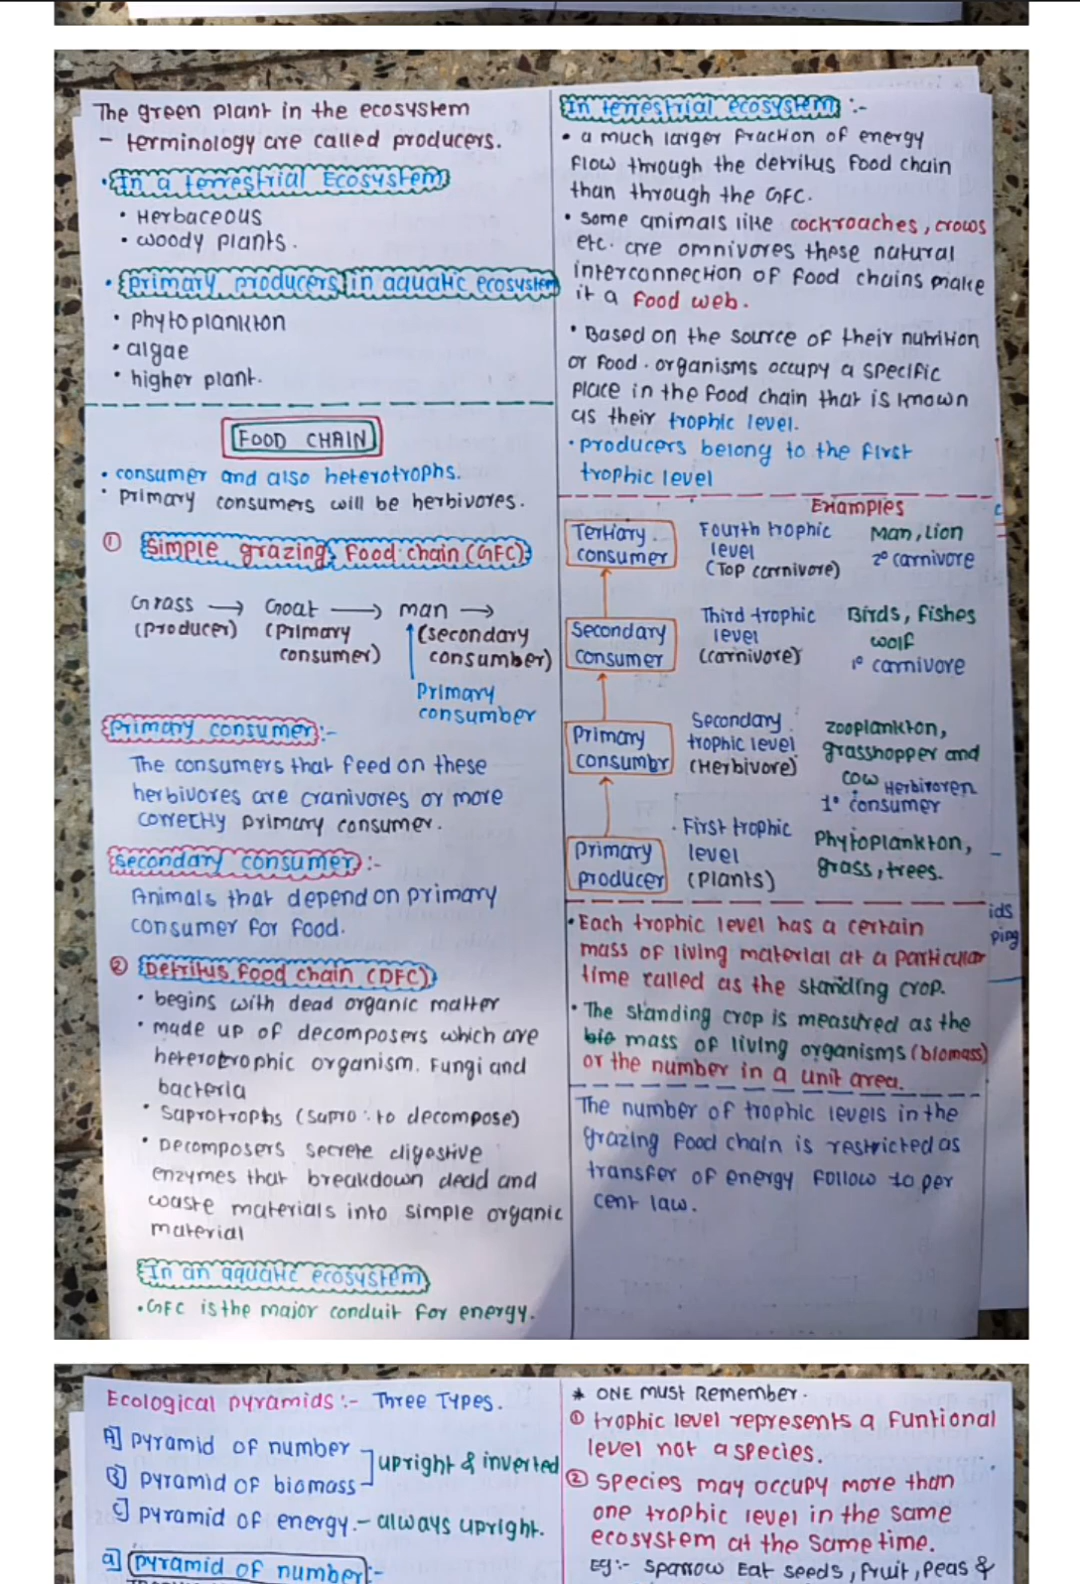 The green plant in the ecosystem
- terminology are called producers.
• In a terrestrial Ecosystem
• Herbaceous
• woody plants.
• primary producers in aquatic ecosystem
• phytoplankton
• algae
• higher plant.
FOOD CHAIN
• consumer and also heterotrophs.
• primary consumers will be herbivores.
① Simple grazing Food chain (GFC):
Grass → Goat → man →
(producer) (primary consumer) (secondary consumber)
Primary
consumber
primary consumer:-
The consumers that feed on these
herbivores are cranivores or more
correctly primary consumer.
secondary consumer:-
Animals that depend on primary
consumer for food.
② Detritus food chain (DFC)
• begins with dead organic matter
• made up of decomposers which are
heterotrophic organism. Fungi and
bacteria
• Saprotrophs (sapro: to decompose)
• Decomposers secrete digestive
enzymes that breakdown dead and
waste materials into simple organic
material
In an aquatic ecosystem
• GFC is the major conduit for energy.
In terrestrial ecosystem :-
• a much larger fraction of energy
flow through the detritus food chain
than through the GFC.
• some animals like cockroaches, crows
etc. are omnivores these natural
interconnection of food chains make
it a food web.
• Based on the source of their nutrition
or food. organisms occupy a specific
place in the food chain that is known
as their trophic level.
• producers belong to the first
trophic level
Examples
Tertiary consumer Fourth trophic level (Top carnivore) Man, lion 2° carnivore
Secondary consumer Third trophic level (carnivore) Birds, fishes wolf 1° carnivore
Primary consumbr Secondary trophic level (Herbivore) zooplankton, grasshopper and cow Herbivoren 1° consumer
primary producer First trophic level (plants) Phytoplankton, grass, trees.
• Each trophic level has a certain
mass of living material at a particular
time called as the standing crop.
• The standing crop is measured as the
bio mass of living organisms (biomass)
or the number in a unit area.
The number of trophic levels in the
grazing food chain is restricted as
transfer of energy follow 10 per
cent law.
ids
ping
Ecological pyramids :- Three Types.
A] pyramid of number
B] pyramid of biomass
upright & inverted
C] pyramid of energy. - always upright.
a] pyramid of number:-
* ONE must Remember.
① trophic level represents a funtional
level not a species.
② species may occupy more than
one trophic level in the same
ecosystem at the same time.
Eg:- sparrow Eat seeds, fruit, peas &